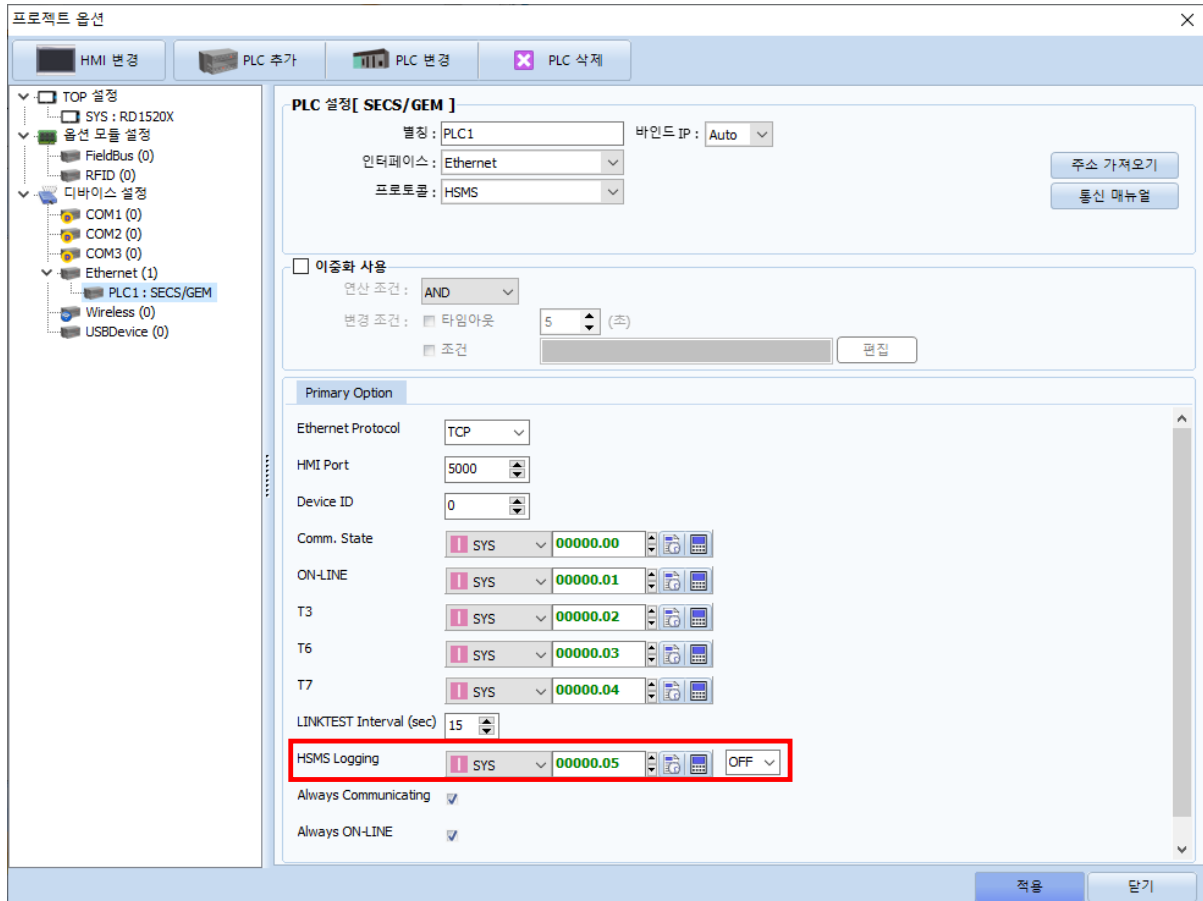 프로젝트 옵션
HMI 변경
PLC 추가
PLC 변경
PLC 삭제
TOP 설정
SYS : RD1520X
옵션 모듈 설정
FieldBus (0)
RFID (0)
디바이스 설정
COM1 (0)
COM2 (0)
COM3 (0)
Ethernet (1)
PLC1 : SECS/GEM
Wireless (0)
USBDevice (0)
PLC 설정[ SECS/GEM ]
별칭 : PLC1 바인드 IP : Auto
인터페이스 : Ethernet
프로토콜 : HSMS
주소 가져오기
통신 매뉴얼
이중화 사용
연산 조건 : AND
변경 조건 : 타임아웃 5 (초)
조건 편집
Primary Option
Ethernet Protocol TCP
HMI Port 5000
Device ID 0
Comm. State SYS 00000.00
ON-LINE SYS 00000.01
T3 SYS 00000.02
T6 SYS 00000.03
T7 SYS 00000.04
LINKTEST Interval (sec) 15
HSMS Logging SYS 00000.05 OFF
Always Communicating
Always ON-LINE
적용 닫기